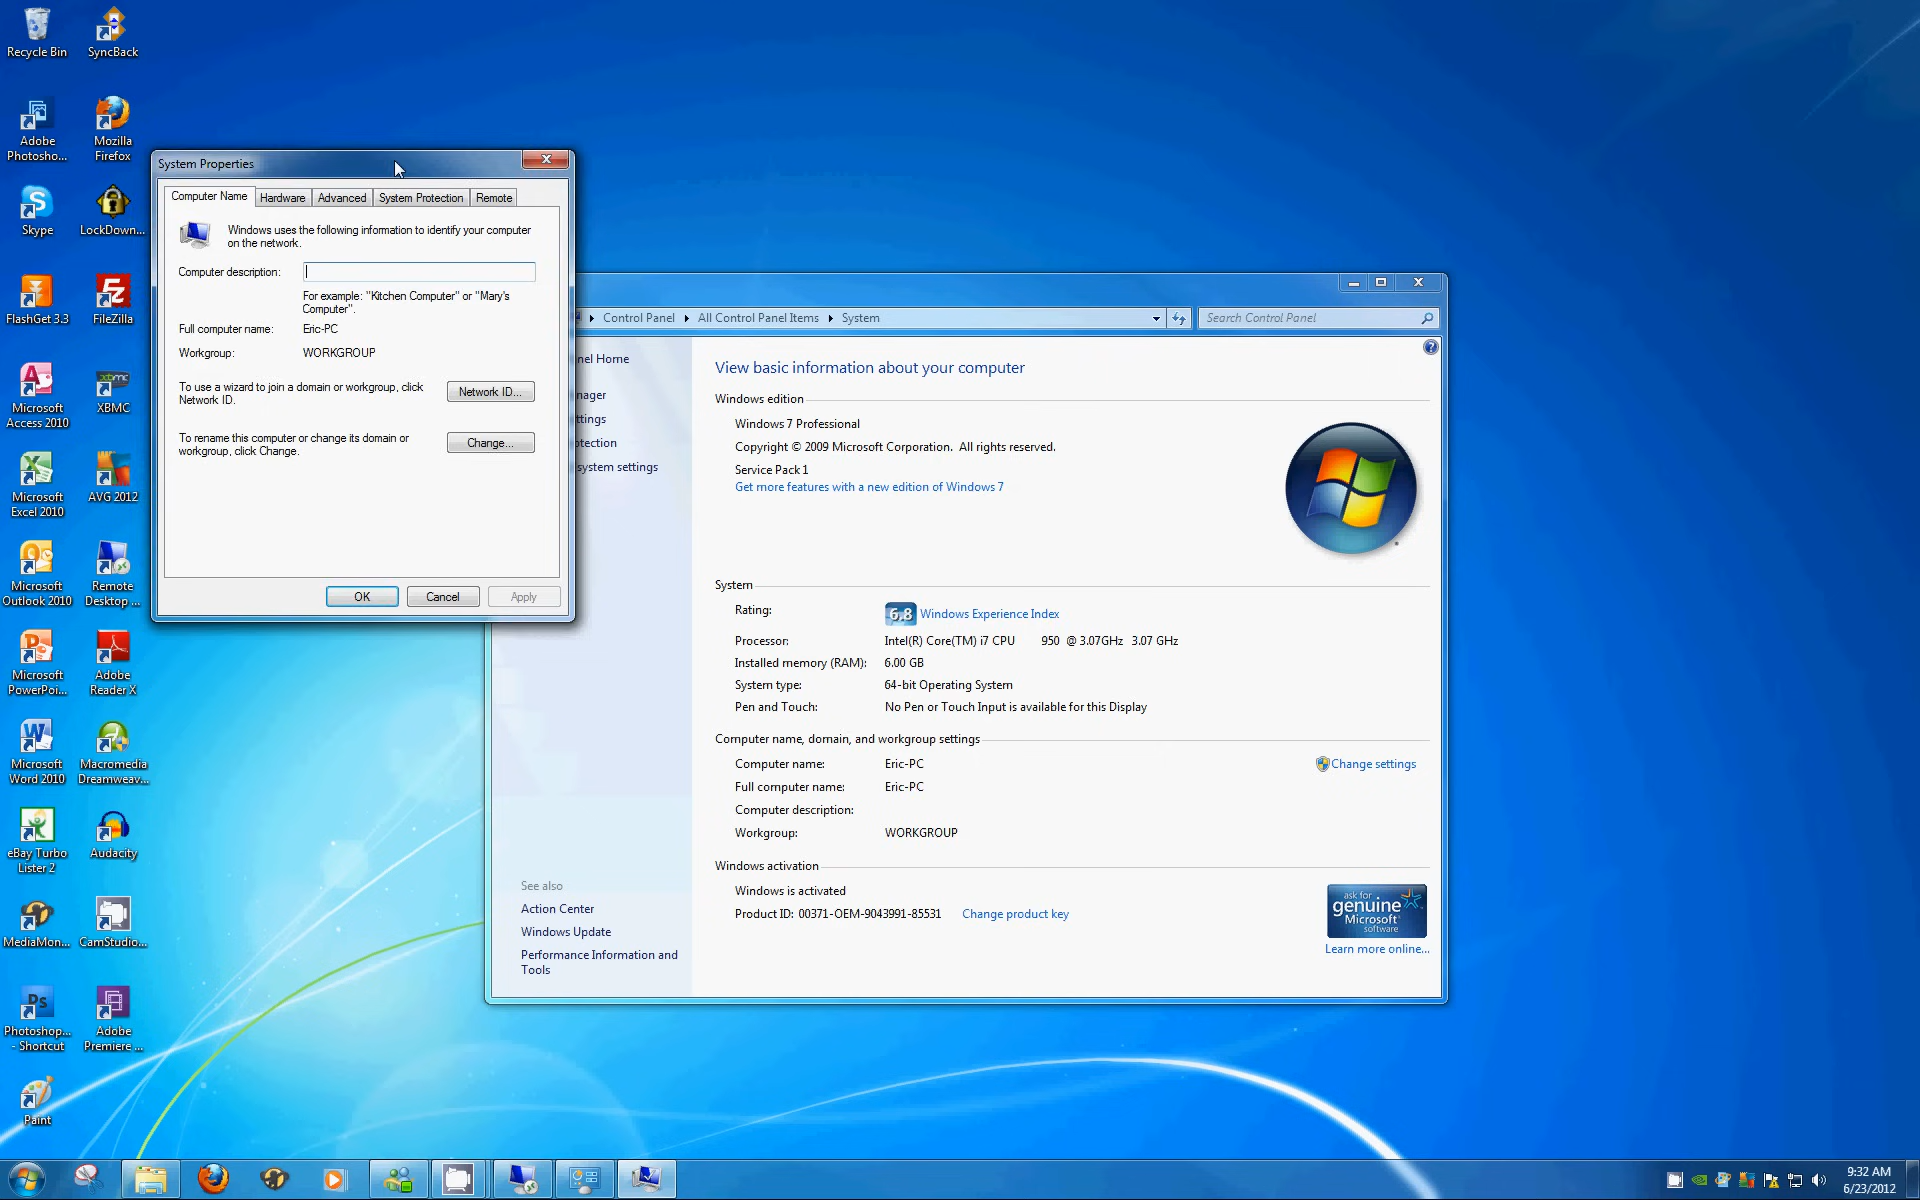 Recycle Bin
SyncBack
Adobe
Photosho...
Mozilla
Firefox
Skype
LockDown...
FlashGet 3.3
FileZilla
Microsoft
Access 2010
XBMC
Microsoft
Excel 2010
AVG 2012
Microsoft
Outlook 2010
Remote
Desktop ...
Microsoft
PowerPoi...
Adobe
Reader X
Microsoft
Word 2010
Macromedia
Dreamweav...
eBay Turbo
Lister 2
Audacity
MediaMon...
CamStudio...
Photoshop...
- Shortcut
Adobe
Premiere ...
Paint
System Properties
Computer Name
Hardware
Advanced
System Protection
Remote
Windows uses the following information to identify your computer
on the network.
Computer description:
For example: "Kitchen Computer" or "Mary's
Computer".
Full computer name: Eric-PC
Workgroup: WORKGROUP
To use a wizard to join a domain or workgroup, click
Network ID.
Network ID...
To rename this computer or change its domain or
workgroup, click Change.
Change...
OK
Cancel
Apply
Control Panel
All Control Panel Items
System
Search Control Panel
nel Home
nager
ttings
otection
system settings
See also
Action Center
Windows Update
Performance Information and
Tools
View basic information about your computer
Windows edition
Windows 7 Professional
Copyright © 2009 Microsoft Corporation. All rights reserved.
Service Pack 1
Get more features with a new edition of Windows 7
System
Rating: 6.8 Windows Experience Index
Processor: Intel(R) Core(TM) i7 CPU 950 @ 3.07GHz 3.07 GHz
Installed memory (RAM): 6.00 GB
System type: 64-bit Operating System
Pen and Touch: No Pen or Touch Input is available for this Display
Computer name, domain, and workgroup settings
Computer name: Eric-PC
Change settings
Full computer name: Eric-PC
Computer description:
Workgroup: WORKGROUP
Windows activation
Windows is activated
Product ID: 00371-OEM-9043991-85531 Change product key
ask for
genuine
Microsoft
software
Learn more online...
9:32 AM
6/23/2012